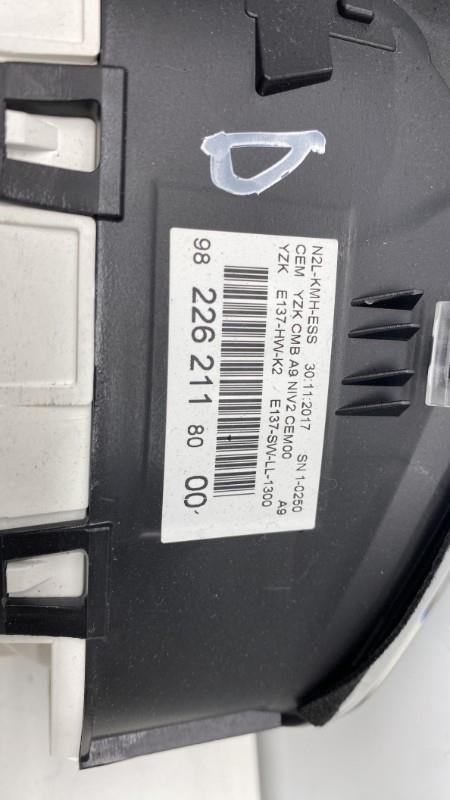 N2L-KMH-ESS 30:11:2017 SN 1-0250
CEM YZK CMB A9 NIV2 CEM00 A9
YZK E137-HW-K2 / E137-SW-LL-1300
98 226 211 80 00
D